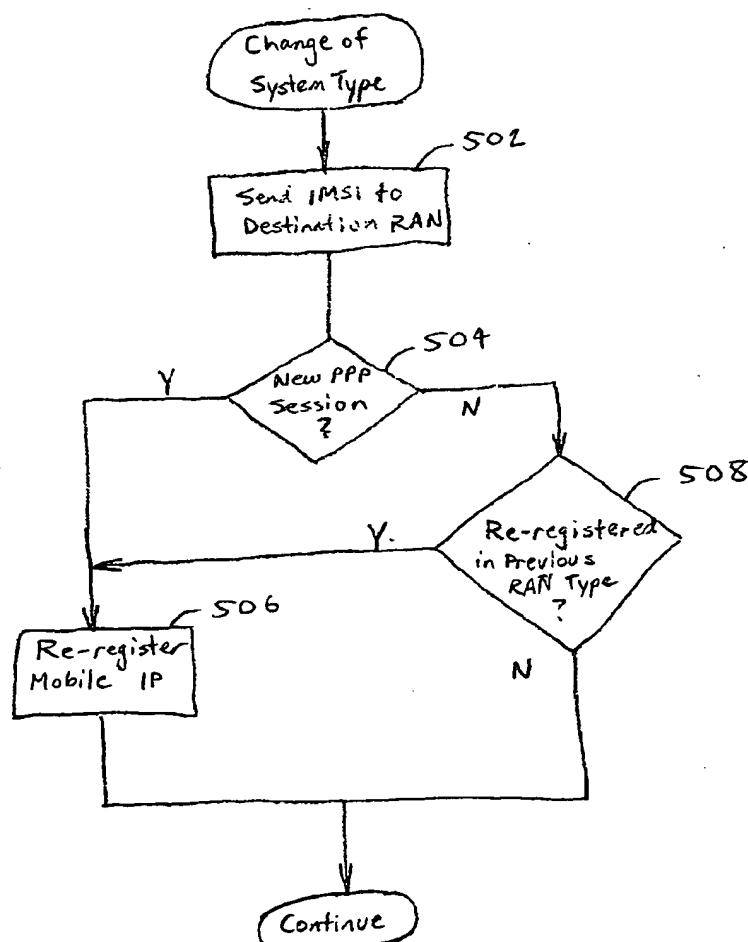 Change of
System Type
502
Send IMSI to
Destination RAN
504
New PPP
Session
?
Y
N
508
Re-registered
in Previous
RAN Type
?
Y.
N
506
Re-register
Mobile IP
Continue